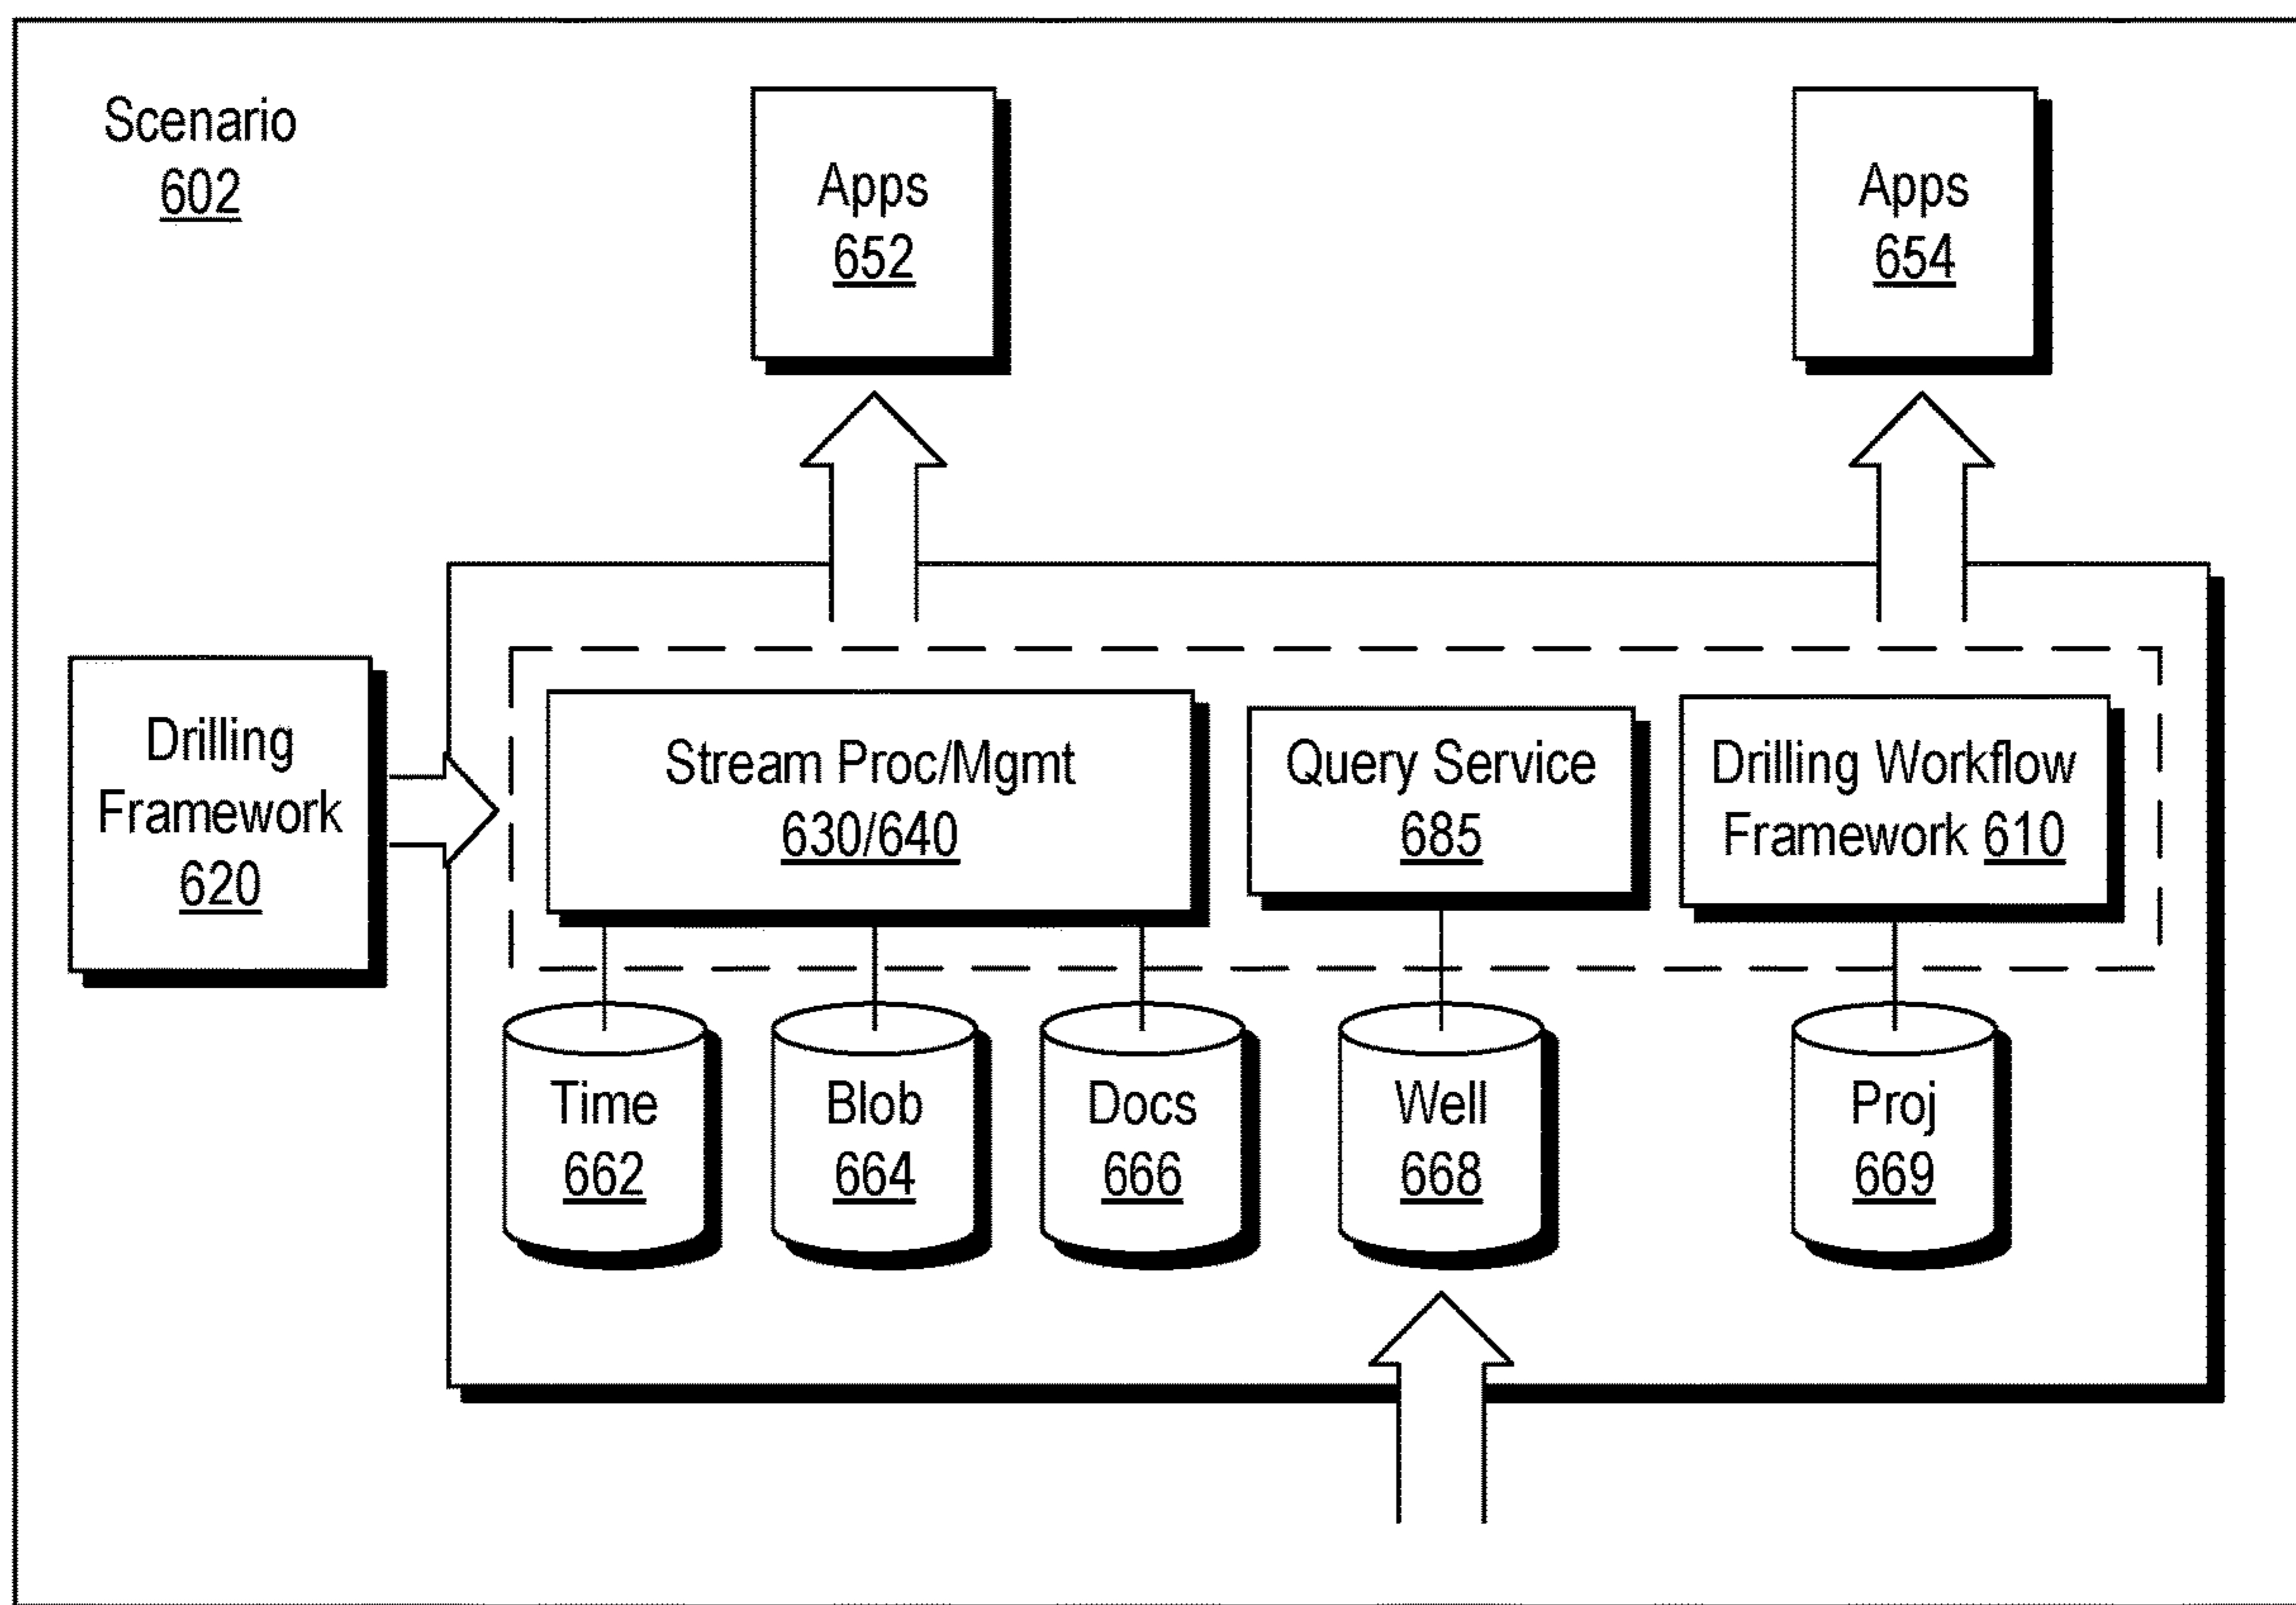 Scenario
602
Apps
652
Apps
654
Drilling
Framework
620
Stream Proc/Mgmt
630/640
Query Service
685
Drilling Workflow
Framework 610
Time
662
Blob
664
Docs
666
Well
668
Proj
669